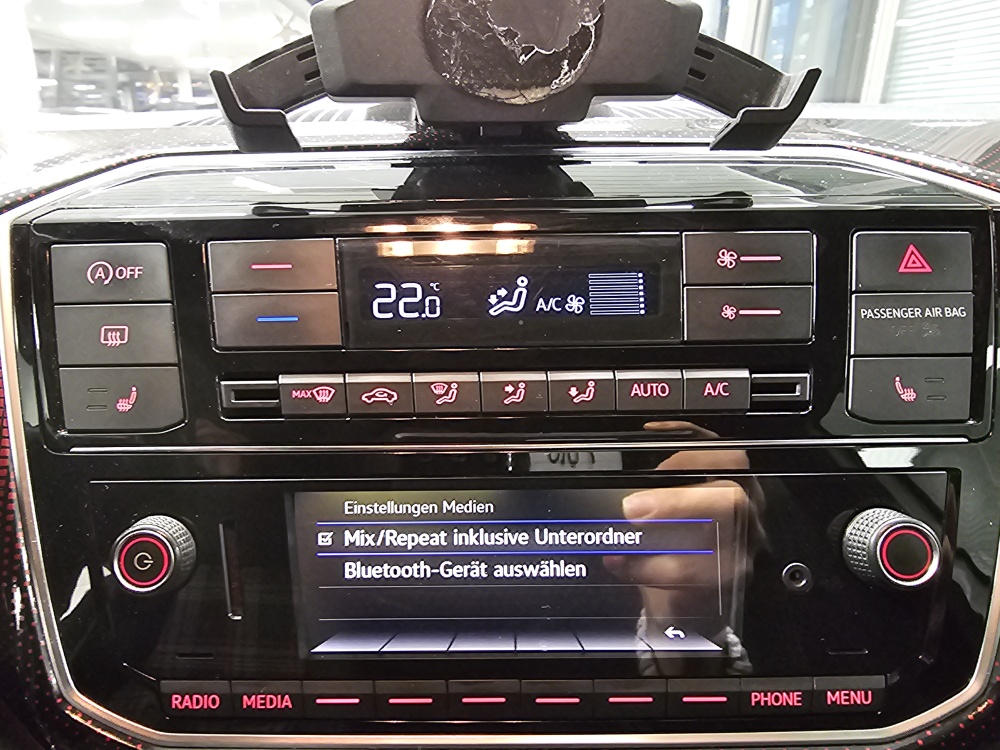 A OFF
22.0 °C
A/C
PASSENGER AIR BAG
MAX
AUTO
A/C
Einstellungen Medien
Mix/Repeat inklusive Unterordner
Bluetooth-Gerät auswählen
RADIO
MEDIA
PHONE
MENU